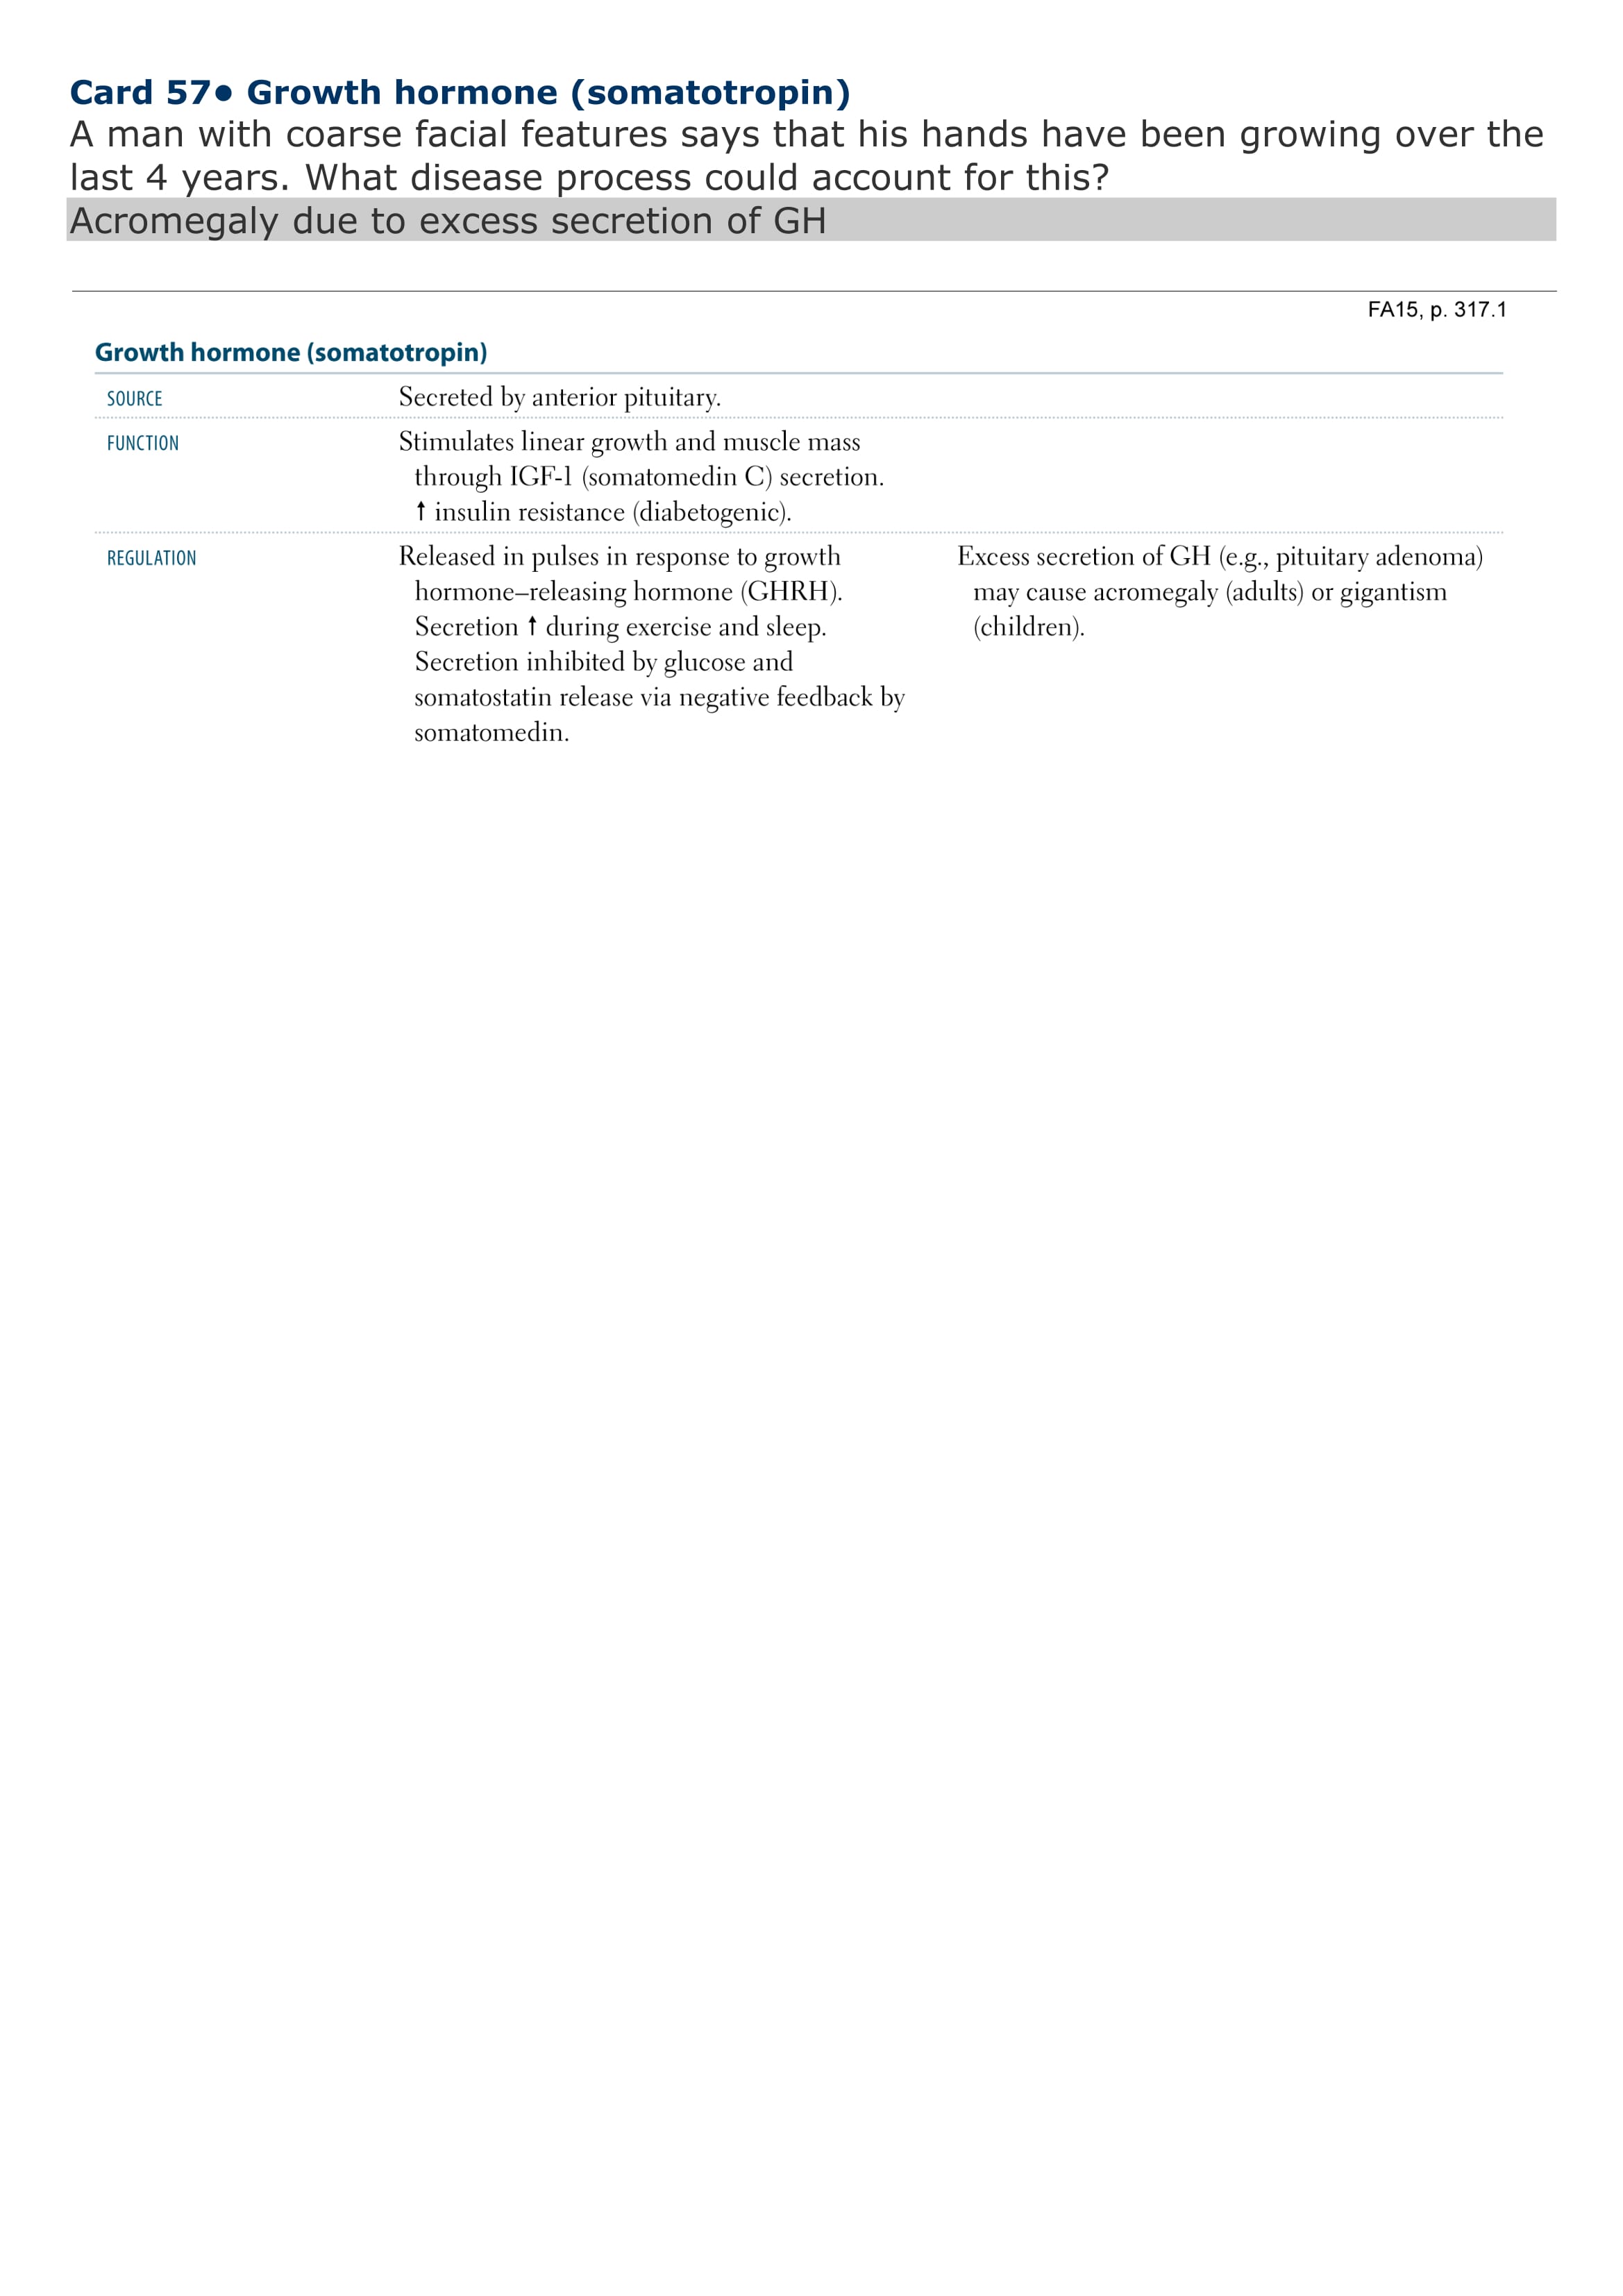 Card 57● Growth hormone (somatotropin)
A man with coarse facial features says that his hands have been growing over the
last 4 years. What disease process could account for this?
Acromegaly due to excess secretion of GH
FA15, p. 317.1
Growth hormone (somatotropin)
SOURCE
Secreted by anterior pituitary.
FUNCTION
Stimulates linear growth and muscle mass
through IGF-1 (somatomedin C) secretion.
↑ insulin resistance (diabetogenic).
REGULATION
Released in pulses in response to growth
hormone–releasing hormone (GHRH).
Secretion ↑ during exercise and sleep.
Secretion inhibited by glucose and
somatostatin release via negative feedback by
somatomedin.
Excess secretion of GH (e.g., pituitary adenoma)
may cause acromegaly (adults) or gigantism
(children).